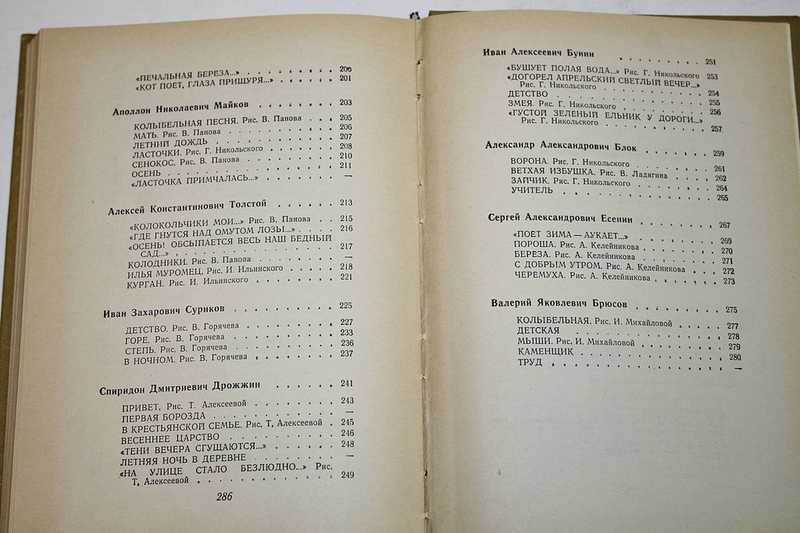 «ПЕЧАЛЬНАЯ БЕРЕЗА...» . . . . . . . . 200
«КОТ ПОЕТ, ГЛАЗА ПРИЩУРЯ...» . . . . . 201
Аполлон Николаевич Майков . . . . . . . 203
КОЛЫБЕЛЬНАЯ ПЕСНЯ. Рис. В. Панова . . . 205
МАТЬ. Рис. В. Панова . . . . . . . . . 206
ЛЕТНИЙ ДОЖДЬ . . . . . . . . . . . 207
ЛАСТОЧКИ. Рис. Г. Никольского . . . . . 208
СЕНОКОС. Рис. В. Панова . . . . . . . . 210
ОСЕНЬ . . . . . . . . . . . . . . 211
«ЛАСТОЧКА ПРИМЧАЛАСЬ...» . . . . . . . —
Алексей Константинович Толстой . . . . . . 213
«КОЛОКОЛЬЧИКИ МОИ...» Рис. В. Панова . . 215
«ГДЕ ГНУТСЯ НАД ОМУТОМ ЛОЗЫ...» . . . . 216
«ОСЕНЬ! ОБСЫПАЕТСЯ ВЕСЬ НАШ БЕДНЫЙ
САД...» . . . . . . . . . . . . . 217
КОЛОДНИКИ. Рис. В. Панова . . . . . . . —
ИЛЬЯ МУРОМЕЦ. Рис. И. Ильинского . . . . 218
КУРГАН. Рис. И. Ильинского . . . . . . . 221
Иван Захарович Суриков . . . . . . . . . 225
ДЕТСТВО. Рис. В. Горячева . . . . . . . 227
ГОРЕ. Рис. В. Горячева . . . . . . . . 233
СТЕПЬ. Рис. В. Горячева . . . . . . . . 236
В НОЧНОМ. Рис. В. Горячева . . . . . . . 237
Спиридон Дмитриевич Дрожжин . . . . . . 241
ПРИВЕТ. Рис. Т. Алексеевой . . . . . . . 243
ПЕРВАЯ БОРОЗДА . . . . . . . . . . . —
В КРЕСТЬЯНСКОЙ СЕМЬЕ. Рис. Т. Алексеевой . 245
ВЕСЕННЕЕ ЦАРСТВО . . . . . . . . . . 246
«ТЕНИ ВЕЧЕРА СГУЩАЮТСЯ...» . . . . . . 248
ЛЕТНЯЯ НОЧЬ В ДЕРЕВНЕ . . . . . . . . —
«НА УЛИЦЕ СТАЛО БЕЗЛЮДНО...» Рис.
Т. Алексеевой . . . . . . . . . . . 249
286
Иван Алексеевич Бунин . . . . . . . . 251
«БУШУЕТ ПОЛАЯ ВОДА...» Рис. Г. Никольского 253
«ДОГОРЕЛ АПРЕЛЬСКИЙ СВЕТЛЫЙ ВЕЧЕР...»
Рис. Г. Никольского . . . . . . . . . 254
ДЕТСТВО . . . . . . . . . . . . . 255
ЗМЕЯ. Рис. Г. Никольского . . . . . . . 256
«ГУСТОЙ ЗЕЛЕНЫЙ ЕЛЬНИК У ДОРОГИ...»
Рис. Г. Никольского . . . . . . . . . 257
Александр Александрович Блок . . . . . . 259
ВОРОНА. Рис. Г. Никольского . . . . . . 261
ВЕТХАЯ ИЗБУШКА. Рис. В. Ладягина . . . . 262
ЗАЙЧИК. Рис. Г. Никольского . . . . . . 264
УЧИТЕЛЬ . . . . . . . . . . . . . 265
Сергей Александрович Есенин . . . . . . . 267
«ПОЕТ ЗИМА — АУКАЕТ...» . . . . . . . . 269
ПОРОША. Рис. А. Келейникова . . . . . . 270
БЕРЕЗА. Рис. А. Келейникова . . . . . . . 271
С ДОБРЫМ УТРОМ. Рис. А. Келейникова . . . 272
ЧЕРЕМУХА. Рис. А. Келейникова . . . . . . 273
Валерий Яковлевич Брюсов . . . . . . . . 275
КОЛЫБЕЛЬНАЯ. Рис. И. Михайловой . . . . . 277
ДЕТСКАЯ . . . . . . . . . . . . . 278
МЫШИ. Рис. И. Михайловой . . . . . . . . 279
КАМЕНЩИК . . . . . . . . . . . . . 280
ТРУД . . . . . . . . . . . . . . —